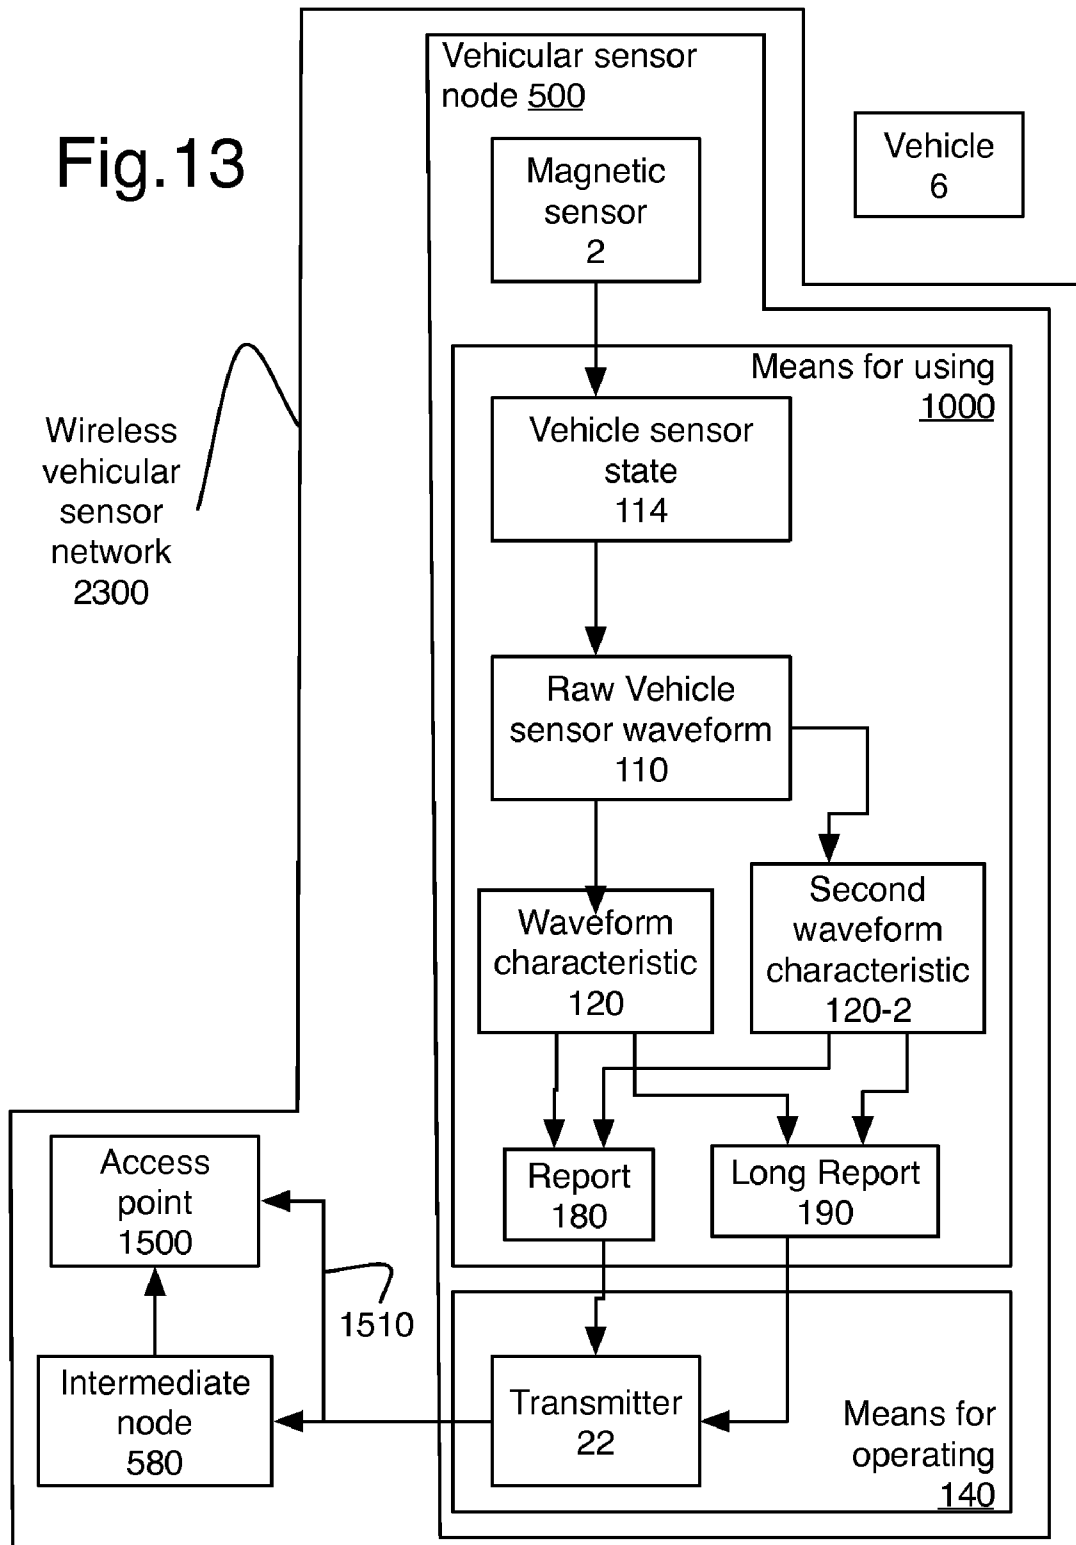 Fig.13
Vehicular sensor
node 500
Vehicle
6
Magnetic
sensor
2
Means for using
1000
Vehicle sensor
state
114
Wireless
vehicular
sensor
network
2300
Raw Vehicle
sensor waveform
110
Waveform
characteristic
120
Second
waveform
characteristic
120-2
Report
180
Long Report
190
Access
point
1500
1510
Intermediate
node
580
Transmitter
22
Means for
operating
140